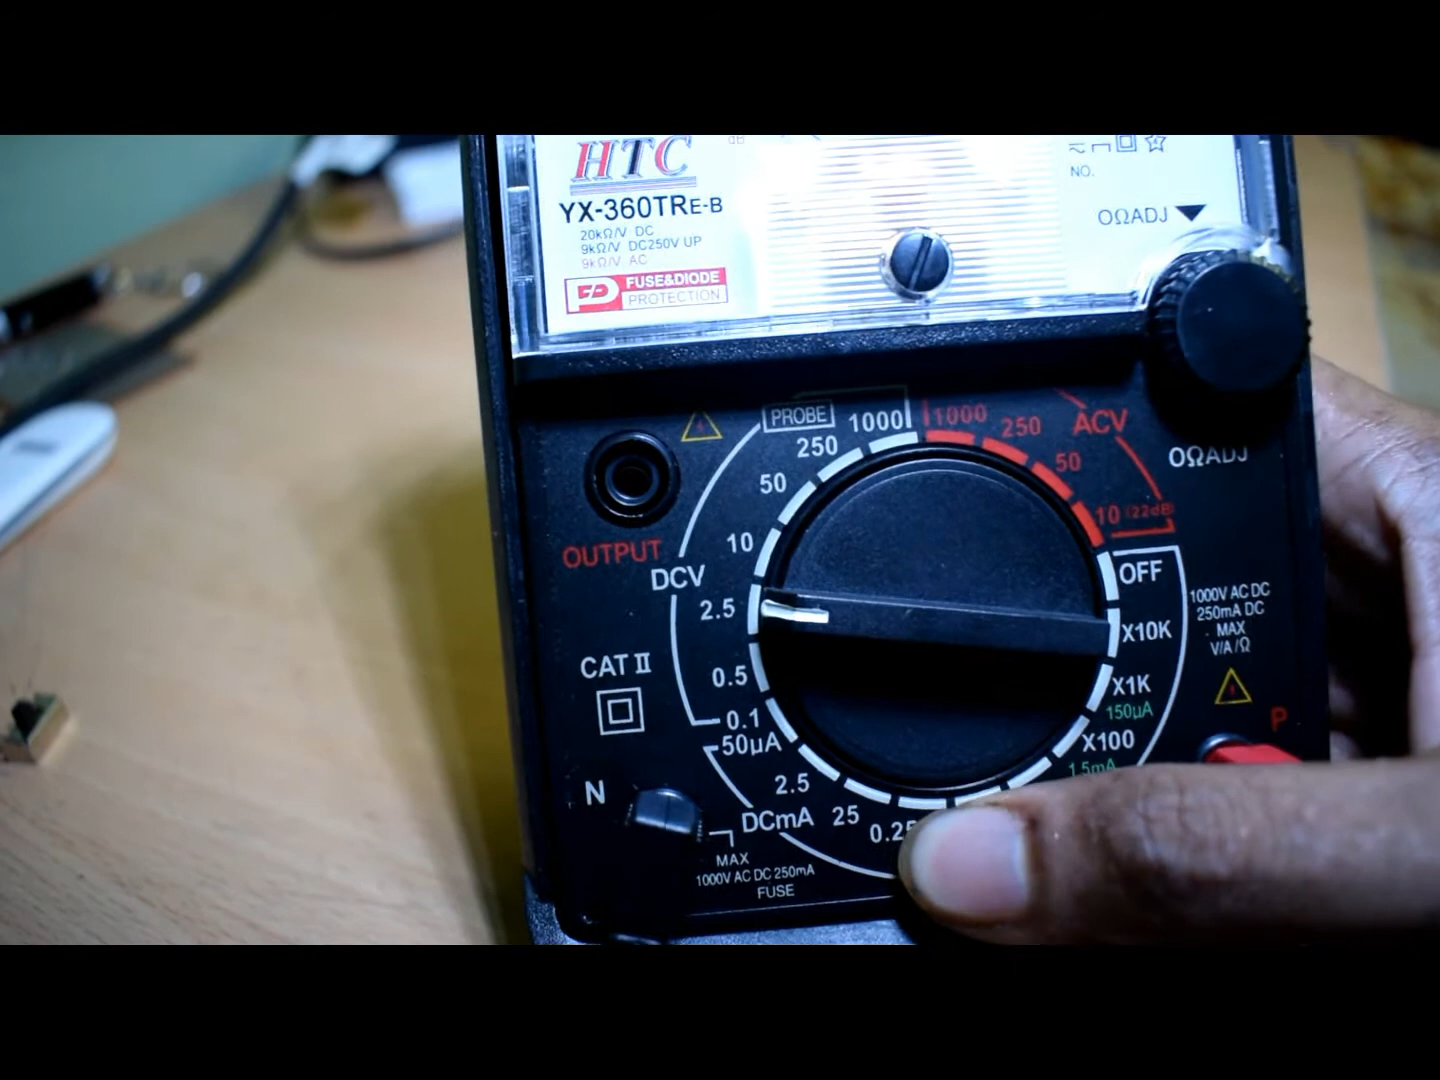 HTC
dB
NO.
YX-360TRE-B
20kΩ/V DC
9kΩ/V DC250V UP
9kΩ/V AC
0ΩADJ ▼
FUSE&DIODE
PROTECTION
PROBE
1000
1000
250
ACV
250
50
50
0ΩADJ
10
10 (22dB)
OUTPUT
DCV
OFF
2.5
1000V AC DC
250mA DC
MAX
V/A/Ω
X10K
CAT II
0.5
X1K
150µA
0.1
50µA
X100
1.5mA
P
N
2.5
DCmA
25
0.25
MAX
1000V AC DC 250mA
FUSE